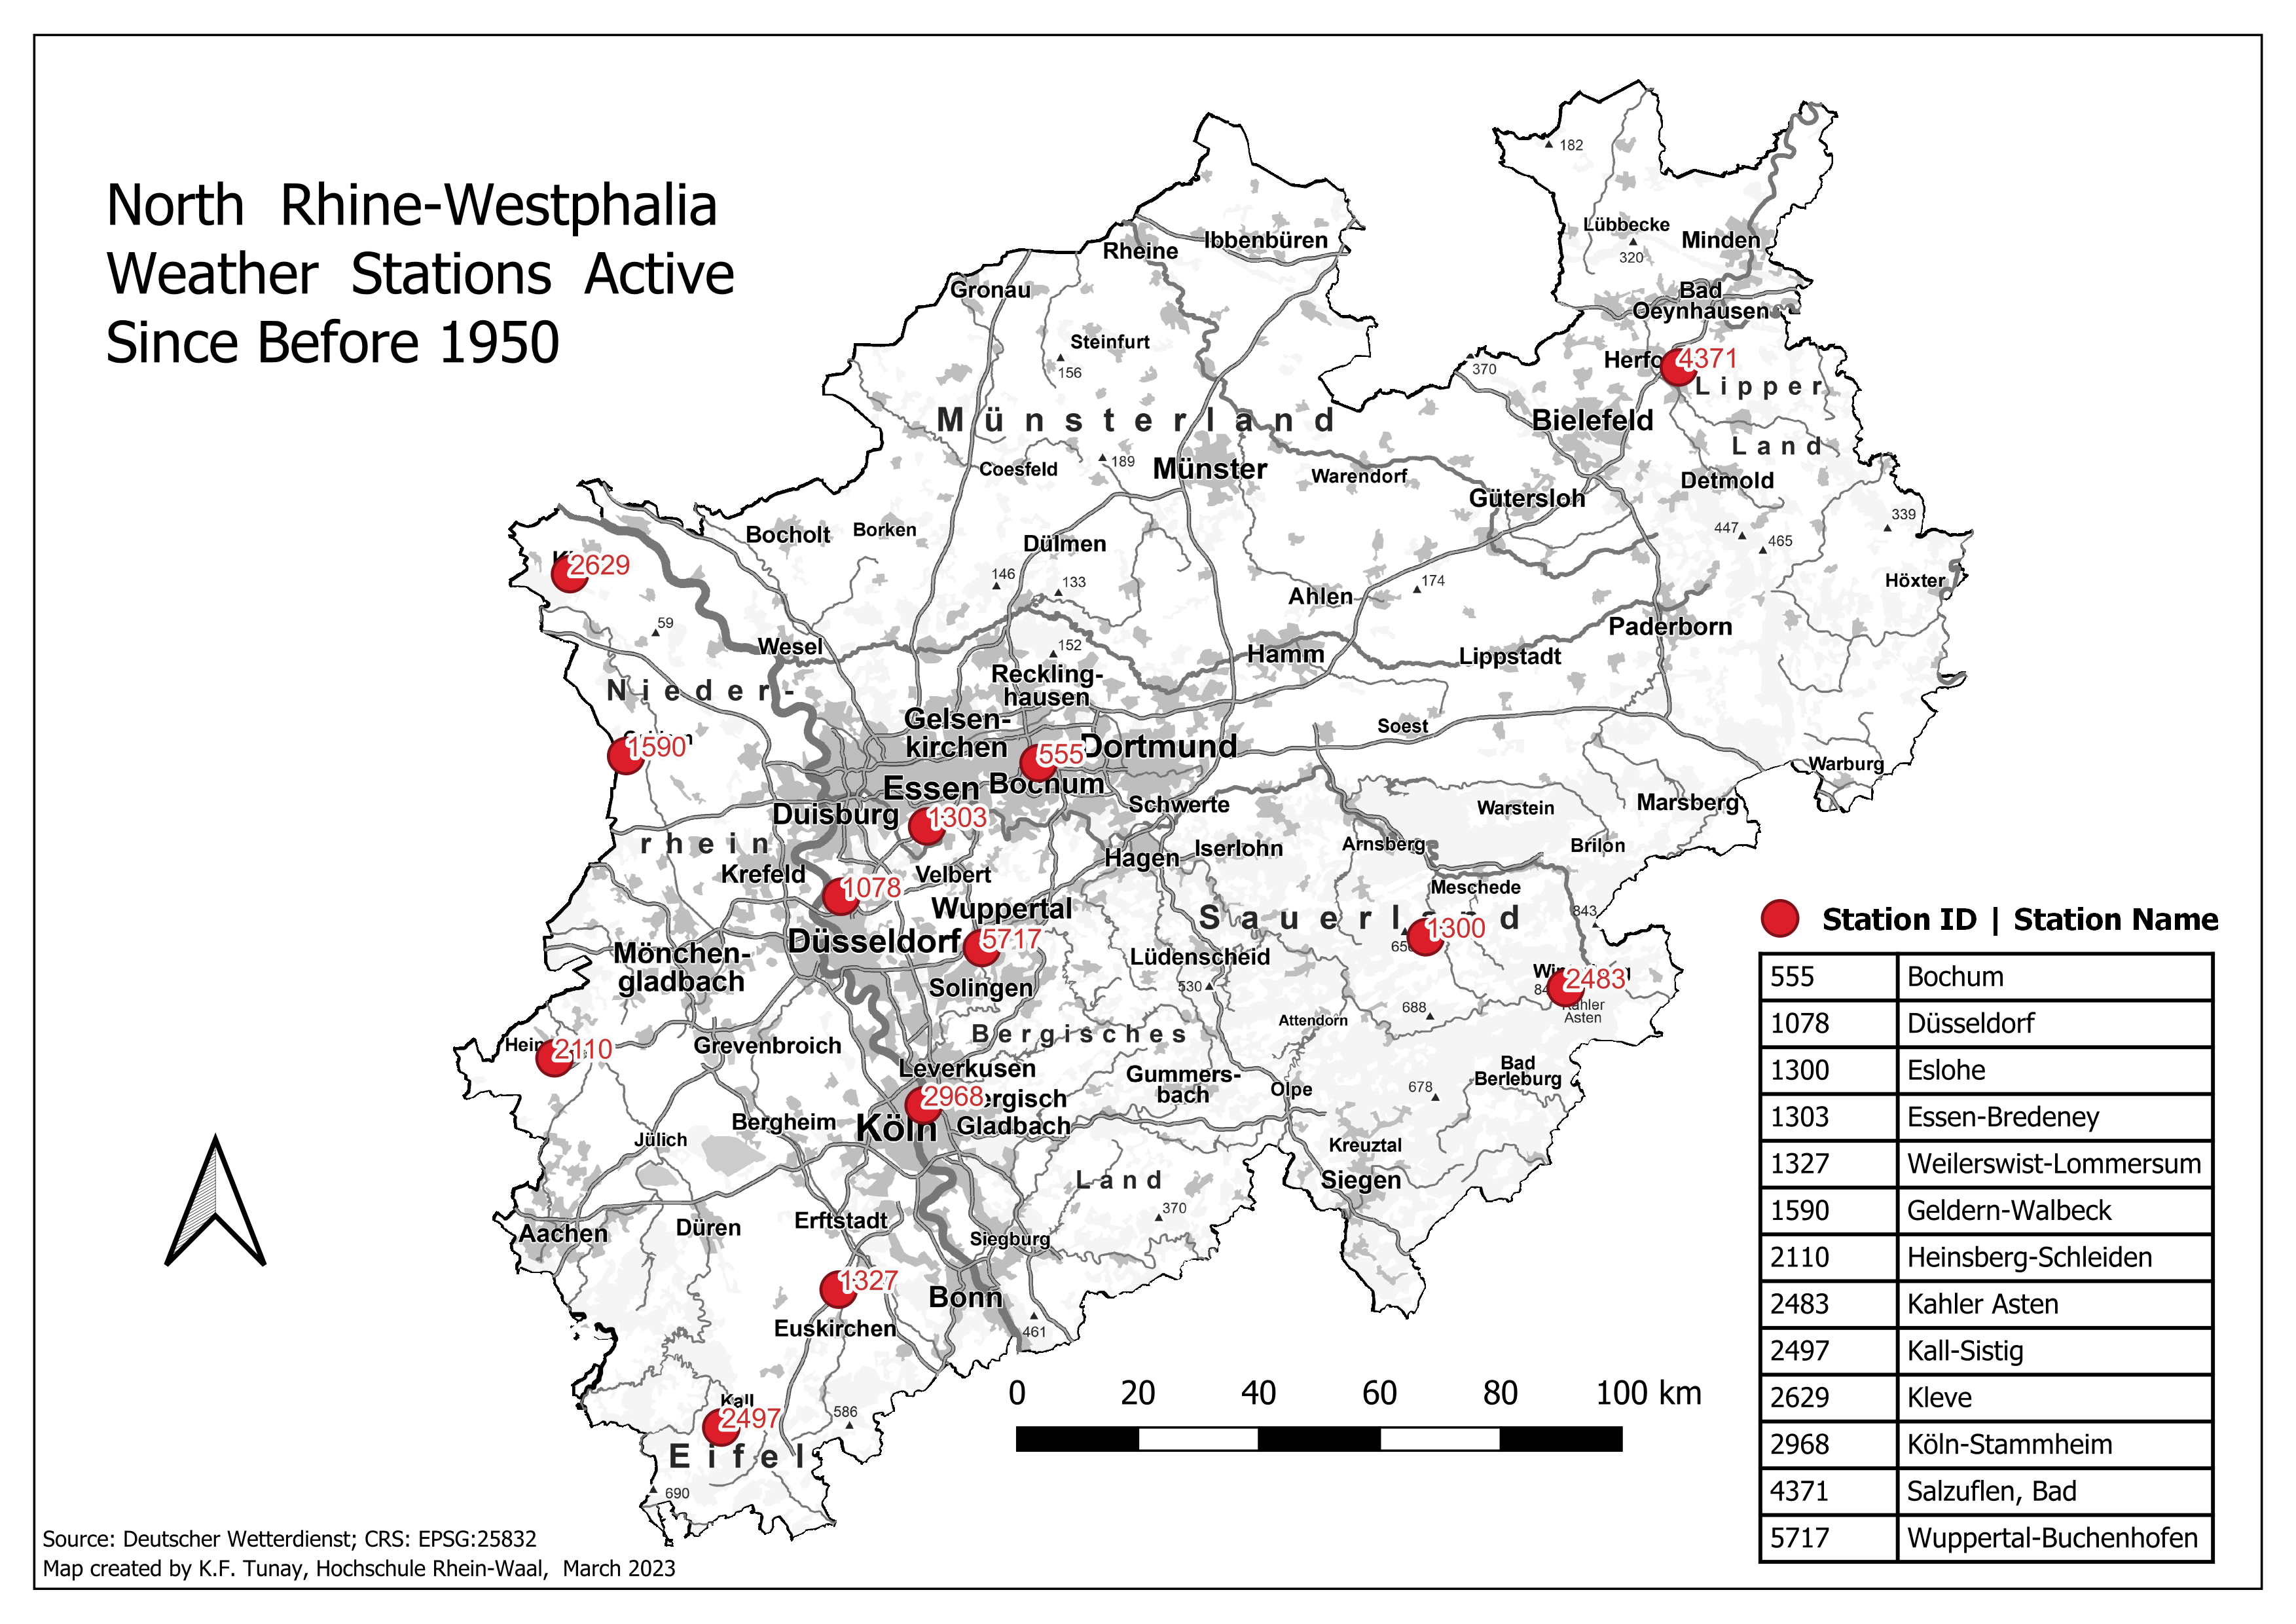 North Rhine-Westphalia
Weather Stations Active
Since Before 1950
182
Lübbecke
320
Minden
Rheine
Ibbenbüren
Gronau
Bad
Oeynhausen
Steinfurt
156
370
4371
Lipper
Münsterland
Bielefeld
Land
Coesfeld
189
Münster
Warendorf
Gütersloh
Detmold
339
447
465
Bocholt
Borken
Dülmen
2629
146
133
174
Höxter
Ahlen
59
Wesel
152
Paderborn
Hamm
Lippstadt
Reckling-
hausen
Nieder-
Gelsen-
kirchen
Soest
1590
555
Dortmund
Warburg
Essen
Bochum
Schwerte
Warstein
Marsberg
Duisburg
1303
rhein
Hagen
Iserlohn
Arnsberg
Brilon
Krefeld
Velbert
1078
Meschede
Wuppertal
843
Sauerland
1300
Düsseldorf
5717
Mönchen-
gladbach
Lüdenscheid
Solingen
530
2483
Kahler
Asten
688
Attendorn
Bergisches
2110
Grevenbroich
Leverkusen
Bad
Berleburg
Gummers-
bach
678
Olpe
2968
Gladbach
Köln
Bergheim
Jülich
Kreuztal
Land
Siegen
370
Aachen
Düren
Erftstadt
Siegburg
1327
Bonn
Euskirchen
461
Kall
2497
586
Eifel
690
0 20 40 60 80 100 km
Station ID | Station Name
555 Bochum
1078 Düsseldorf
1300 Eslohe
1303 Essen-Bredeney
1327 Weilerswist-Lommersum
1590 Geldern-Walbeck
2110 Heinsberg-Schleiden
2483 Kahler Asten
2497 Kall-Sistig
2629 Kleve
2968 Köln-Stammheim
4371 Salzuflen, Bad
5717 Wuppertal-Buchenhofen
Source: Deutscher Wetterdienst; CRS: EPSG:25832
Map created by K.F. Tunay, Hochschule Rhein-Waal, March 2023